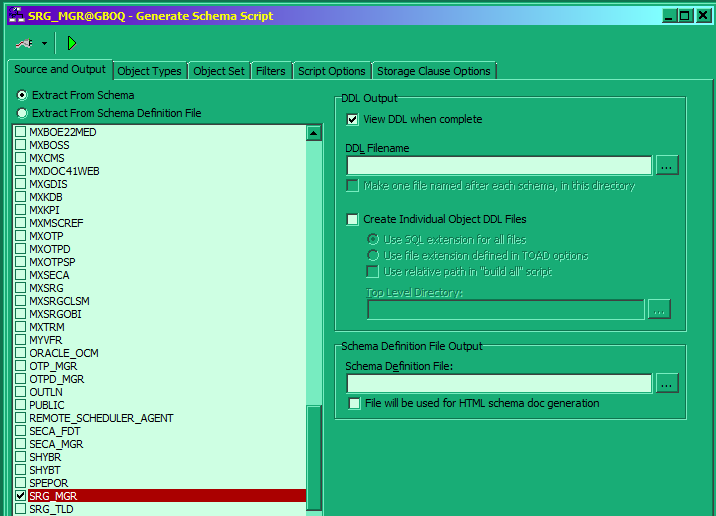 SRG_MGR@GBOQ - Generate Schema Script
Source and Output
Object Types
Object Set
Filters
Script Options
Storage Clause Options
Extract From Schema
Extract From Schema Definition File
MXBOE22MED
MXBOSS
MXCMS
MXDOC41WEB
MXGDIS
MXKDB
MXKPI
MXMSCREF
MXOTP
MXOTPD
MXOTPSP
MXSECA
MXSRG
MXSRGCLSM
MXSRGOBI
MXTRM
MYVFR
ORACLE_OCM
OTP_MGR
OTPD_MGR
OUTLN
PUBLIC
REMOTE_SCHEDULER_AGENT
SECA_FDT
SECA_MGR
SHYBR
SHYBT
SPEPOR
SRG_MGR
SRG_TLD
DDL Output
View DDL when complete
DDL Filename
...
Make one file named after each schema, in this directory
Create Individual Object DDL Files
Use SQL extension for all files
Use file extension defined in TOAD options
Use relative path in "build all" script
Top Level Directory:
...
Schema Definition File Output
Schema Definition File:
...
File will be used for HTML schema doc generation